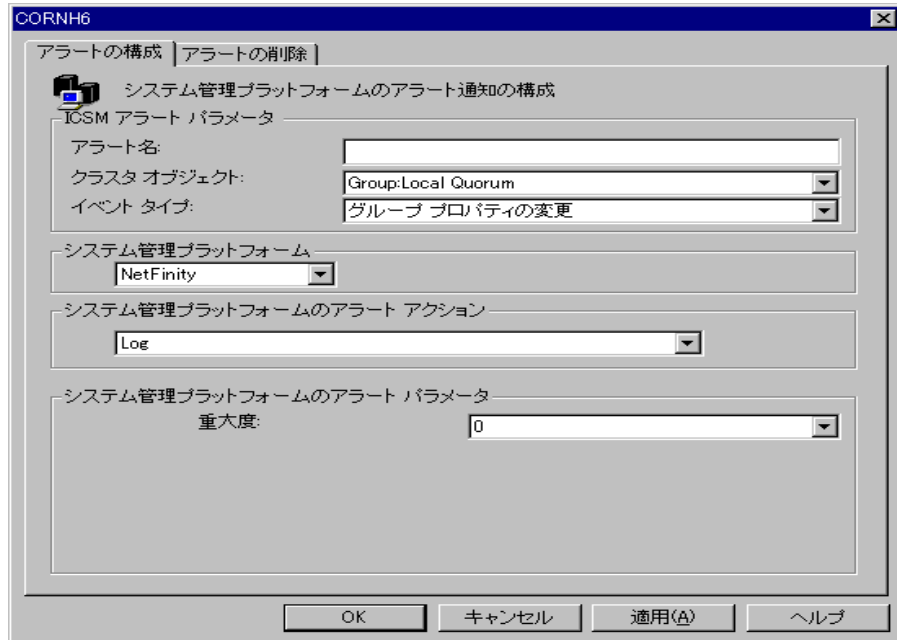 CORNH6
アラートの構成 アラートの削除
システム管理プラットフォームのアラート通知の構成
ICSM アラート パラメータ
アラート名:
クラスタ オブジェクト: Group:Local Quorum
イベント タイプ: グループ プロパティの変更
システム管理プラットフォーム
NetFinity
システム管理プラットフォームのアラート アクション
Log
システム管理プラットフォームのアラート パラメータ
重大度: 0
OK キャンセル 適用(A) ヘルプ